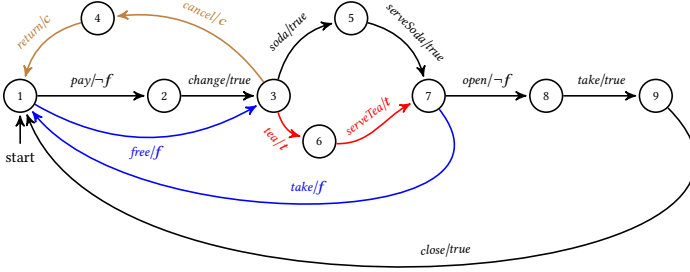 cancel/c
return/c
4
soda/true
5
serveSoda/true
1
pay/¬f
2
change/true
3
7
open/¬f
8
take/true
9
tea/t
6
serveTea/t
start
free/f
take/f
close/true